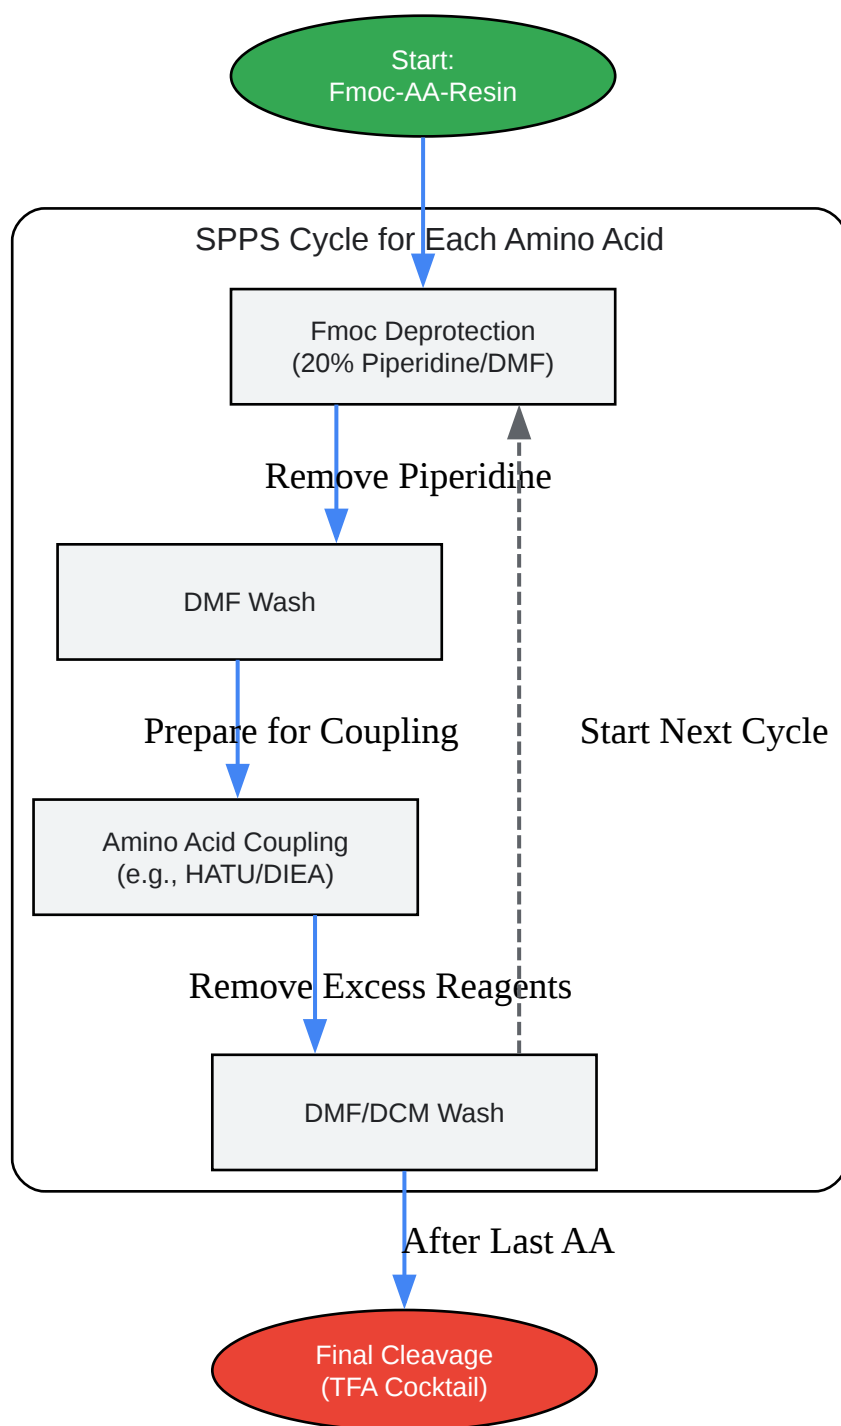 Start:
Fmoc-AA-Resin
SPPS Cycle for Each Amino Acid
Fmoc Deprotection
(20% Piperidine/DMF)
Remove Piperidine
DMF Wash
Prepare for Coupling
Start Next Cycle
Amino Acid Coupling
(e.g., HATU/DIEA)
Remove Excess Reagents
DMF/DCM Wash
After Last AA
Final Cleavage
(TFA Cocktail)